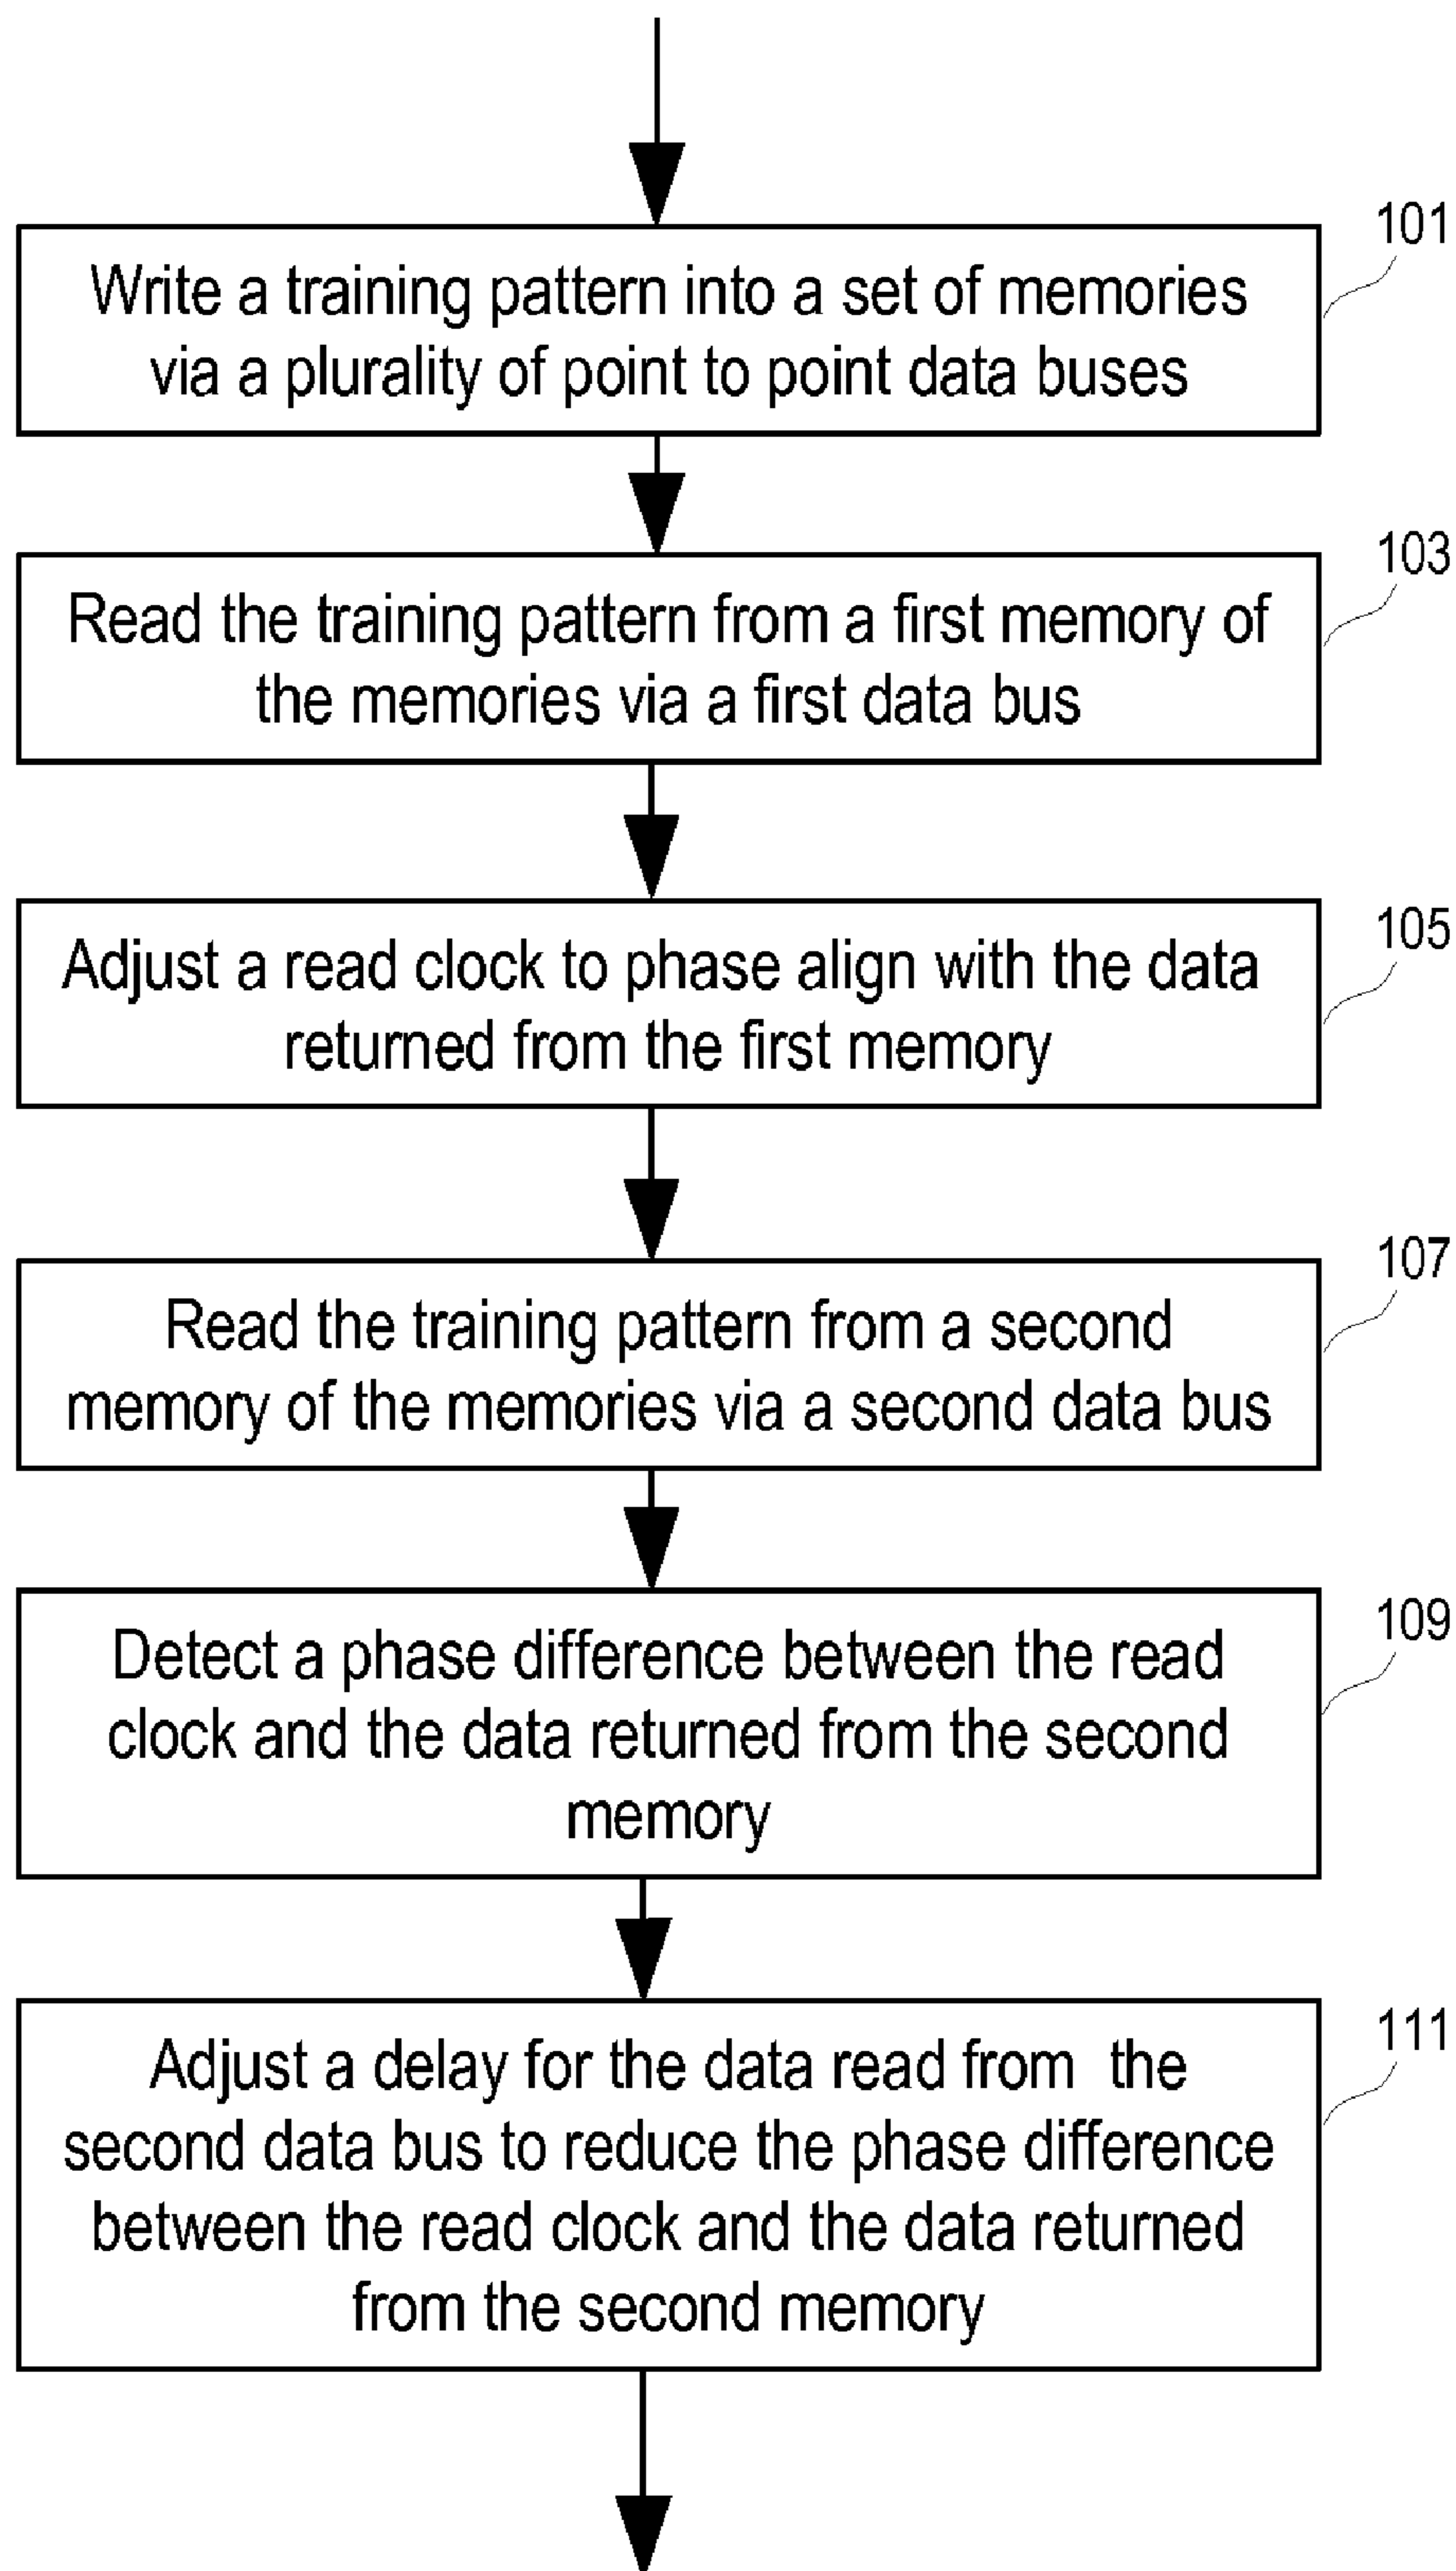 101
Write a training pattern into a set of memories
via a plurality of point to point data buses
103
Read the training pattern from a first memory of
the memories via a first data bus
105
Adjust a read clock to phase align with the data
returned from the first memory
107
Read the training pattern from a second
memory of the memories via a second data bus
109
Detect a phase difference between the read
clock and the data returned from the second
memory
111
Adjust a delay for the data read from the
second data bus to reduce the phase difference
between the read clock and the data returned
from the second memory